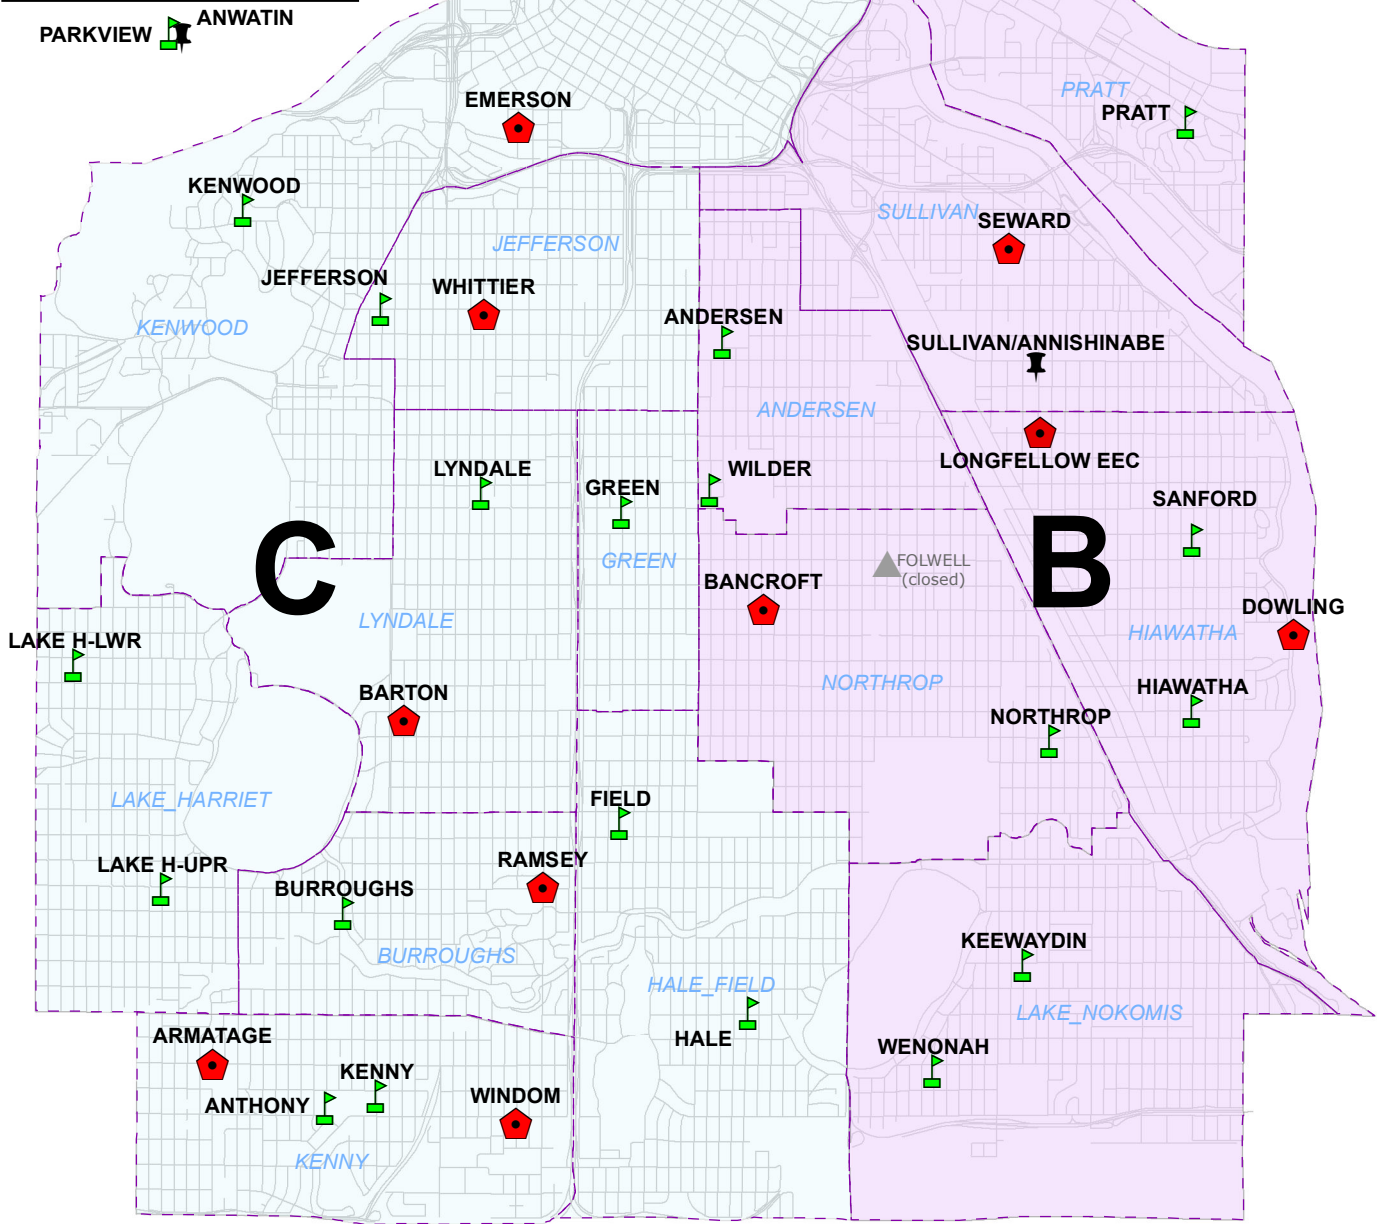 ANWATIN
PARKVIEW
EMERSON
PRATT
PRATT
KENWOOD
SULLIVAN
SEWARD
JEFFERSON
JEFFERSON
WHITTIER
KENWOOD
ANDERSEN
SULLIVAN/ANNISHINABE
ANDERSEN
LONGFELLOW EEC
LYNDALE
WILDER
GREEN
SANFORD
C
B
GREEN
FOLWELL
(closed)
BANCROFT
DOWLING
LYNDALE
HIAWATHA
LAKE H-LWR
BARTON
NORTHROP
HIAWATHA
NORTHROP
LAKE_HARRIET
FIELD
LAKE H-UPR
RAMSEY
BURROUGHS
BURROUGHS
KEEWAYDIN
HALE_FIELD
LAKE_NOKOMIS
ARMATAGE
HALE
WENONAH
KENNY
ANTHONY
WINDOM
KENNY